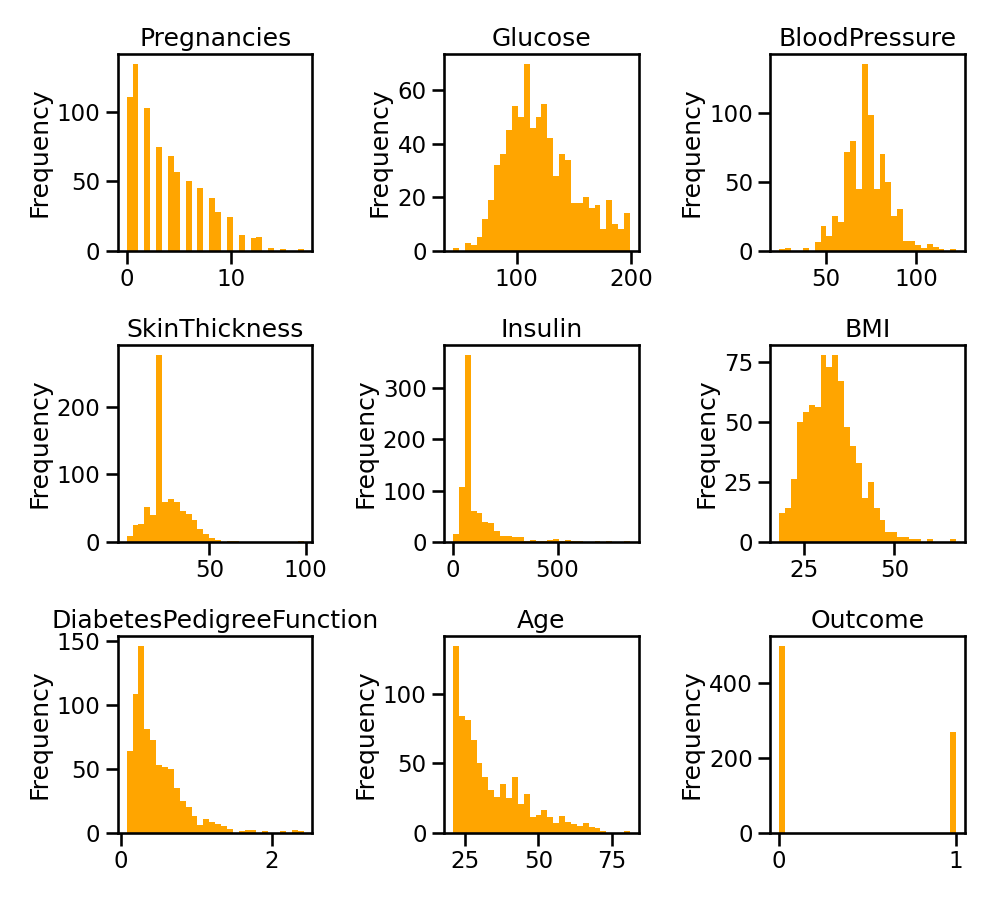 Pregnancies
Frequency
100
50
0
0 10
Glucose
Frequency
60
40
20
0
100 200
BloodPressure
Frequency
100
50
0
50 100
SkinThickness
Frequency
200
100
0
50 100
Insulin
Frequency
300
200
100
0
0 500
BMI
Frequency
75
50
25
0
25 50
DiabetesPedigreeFunction
Frequency
150
100
50
0
0 2
Age
Frequency
100
50
0
25 50 75
Outcome
Frequency
400
200
0
0 1